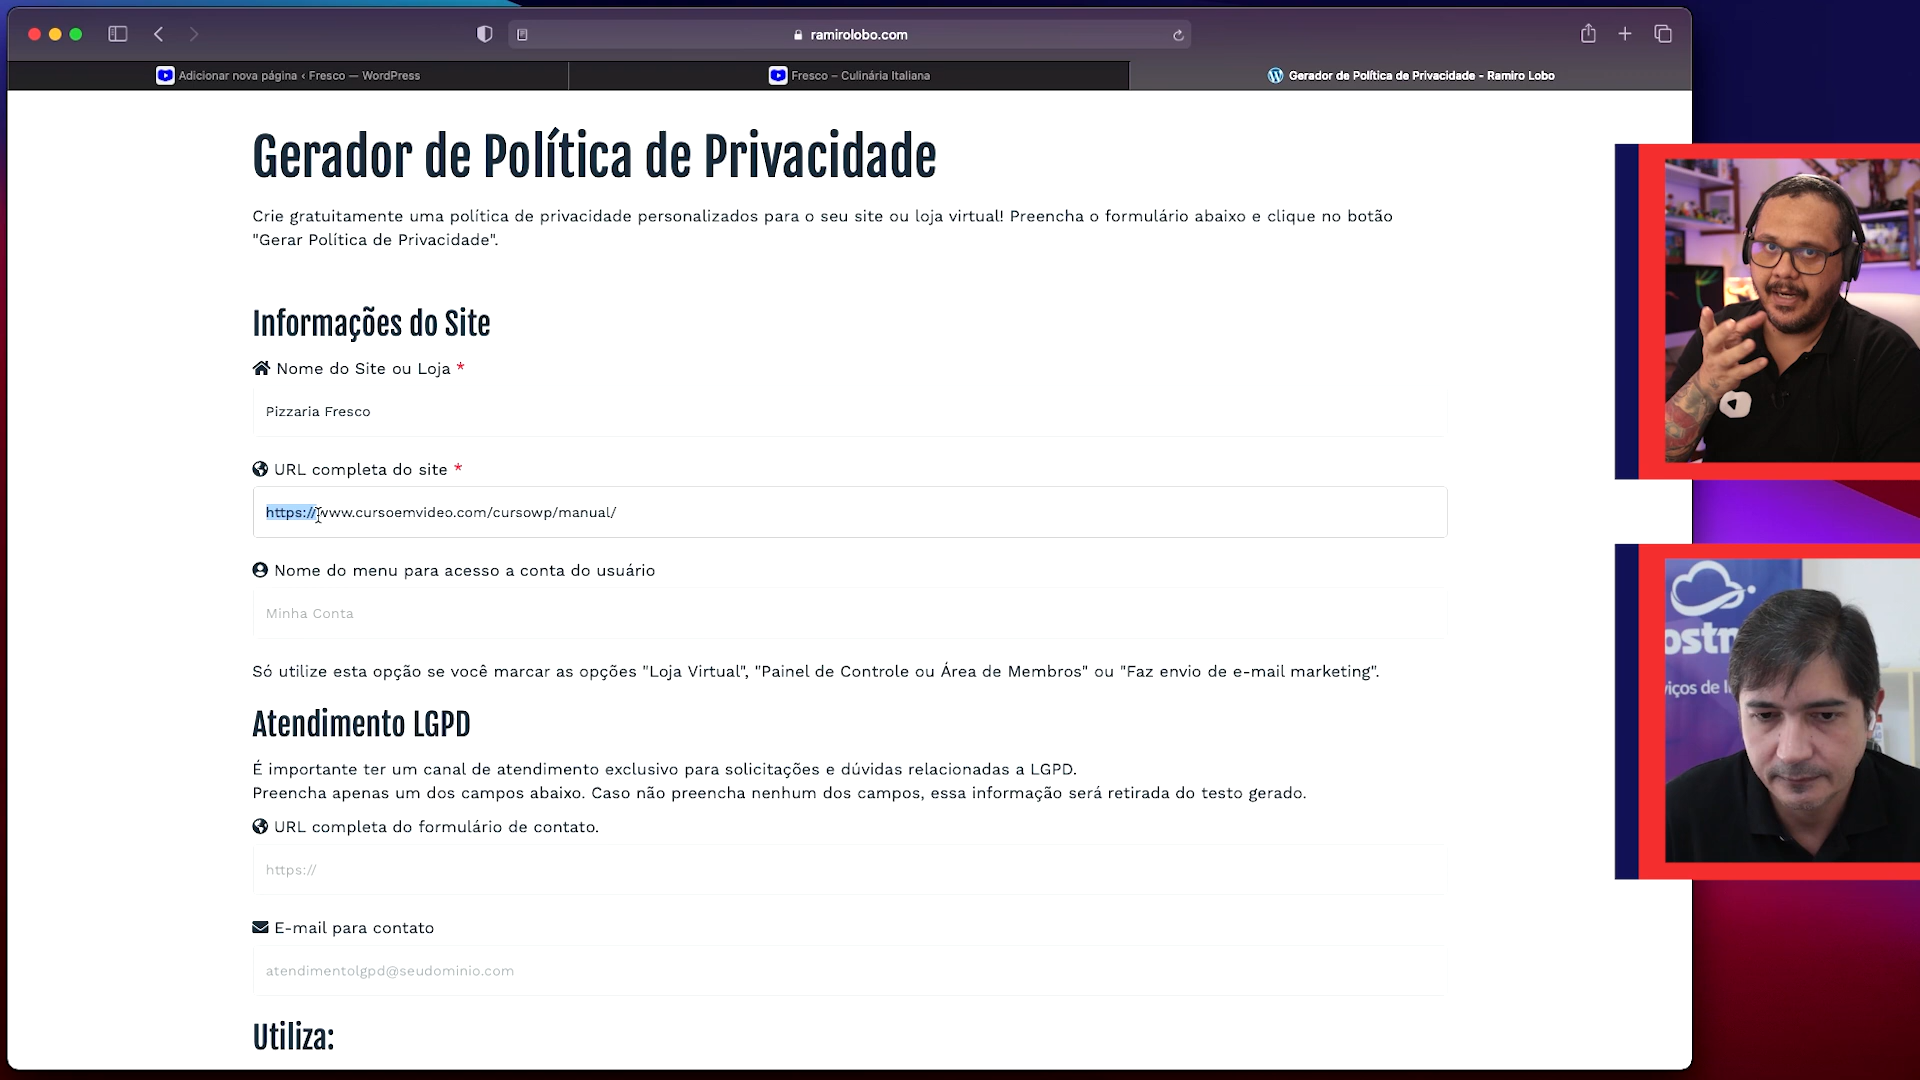 ramirolobo.com
Adicionar nova página ‹ Fresco — WordPress
Fresco – Culinária Italiana
Gerador de Política de Privacidade - Ramiro Lobo
Gerador de Política de Privacidade
Crie gratuitamente uma política de privacidade personalizados para o seu site ou loja virtual! Preencha o formulário abaixo e clique no botão
"Gerar Política de Privacidade".
Informações do Site
Nome do Site ou Loja *
Pizzaria Fresco
URL completa do site *
https://www.cursoemvideo.com/cursowp/manual/
Nome do menu para acesso a conta do usuário
Minha Conta
Só utilize esta opção se você marcar as opções "Loja Virtual", "Painel de Controle ou Área de Membros" ou "Faz envio de e-mail marketing".
Atendimento LGPD
É importante ter um canal de atendimento exclusivo para solicitações e dúvidas relacionadas a LGPD.
Preencha apenas um dos campos abaixo. Caso não preencha nenhum dos campos, essa informação será retirada do testo gerado.
URL completa do formulário de contato.
https://
E-mail para contato
atendimentolgpd@seudominio.com
Utiliza: